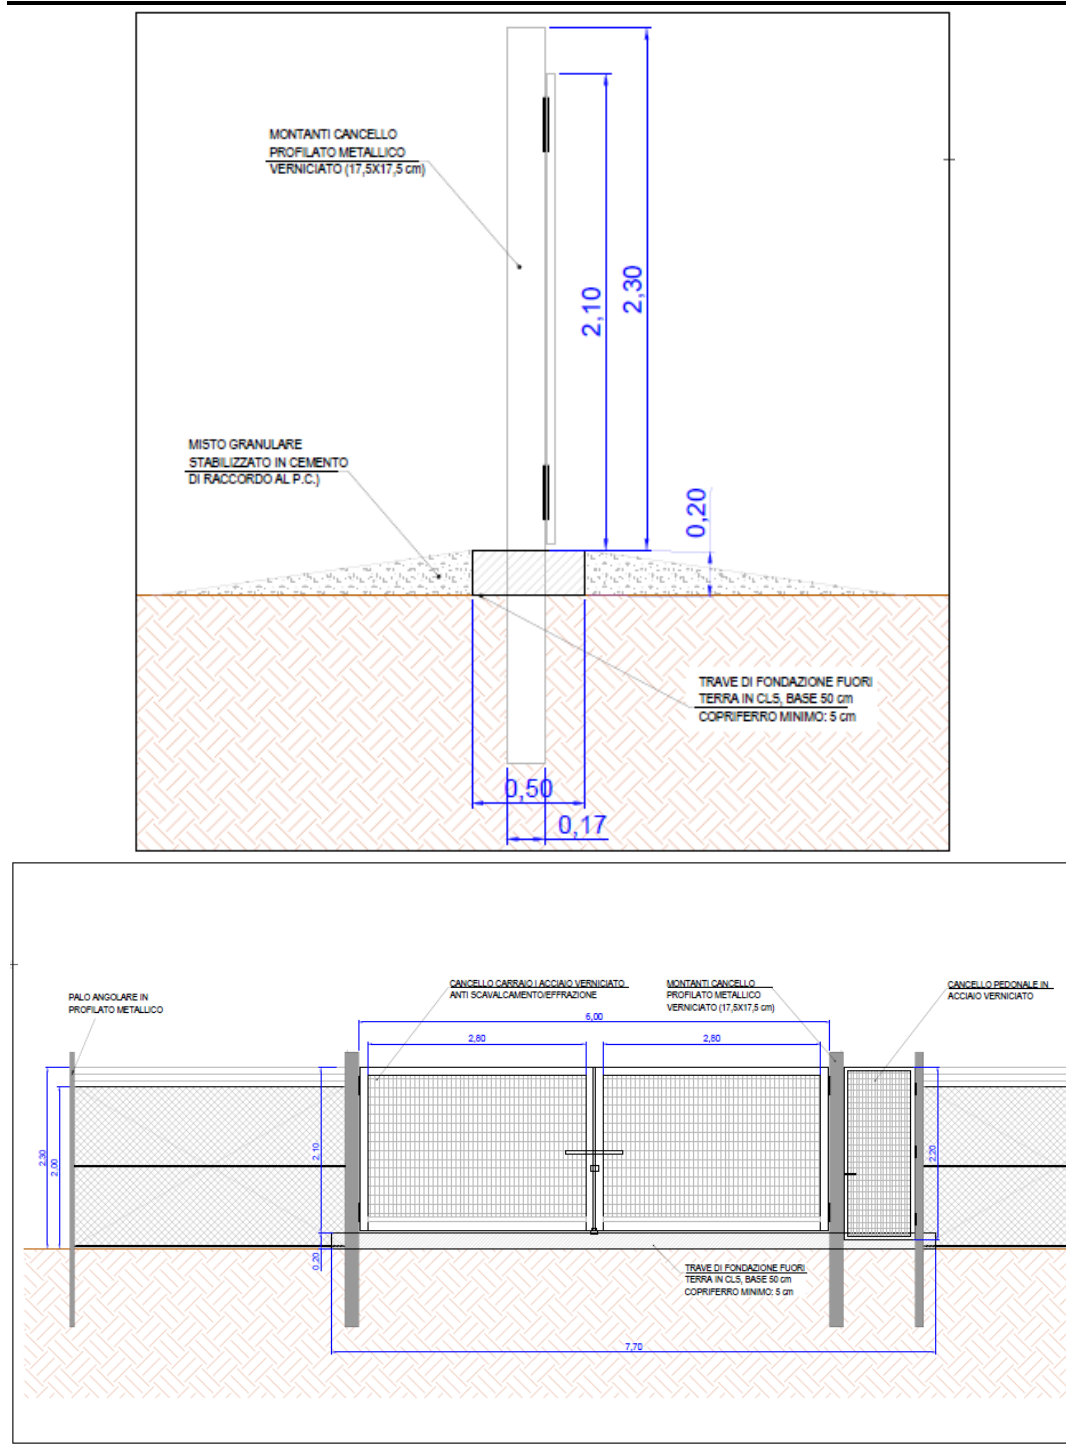 MONTANTI CANCELLO
PROFILATO METALLICO
VERNICIATO (17,5X17,5 cm)
2,10
2,30
MISTO GRANULARE
STABILIZZATO IN CEMENTO
DI RACCORDO AL P.C.)
0,20
TRAVE DI FONDAZIONE FUORI
TERRA IN CLS, BASE 50 cm
COPRIFERRO MINIMO: 5 cm
0,50
0,17
PALO ANGOLARE IN
PROFILATO METALLICO
CANCELLO CARRAIO I ACCIAIO VERNICIATO
ANTI SCAVALCAMENTO/EFFRAZIONE
MONTANTI CANCELLO
PROFILATO METALLICO
VERNICIATO (17,5X17,5 cm)
CANCELLO PEDONALE IN
ACCIAIO VERNICIATO
6,00
2,80
2,80
2,30
2,00
2,10
2,20
0,20
TRAVE DI FONDAZIONE FUORI
TERRA IN CLS, BASE 50 cm
COPRIFERRO MINIMO: 5 cm
7,70